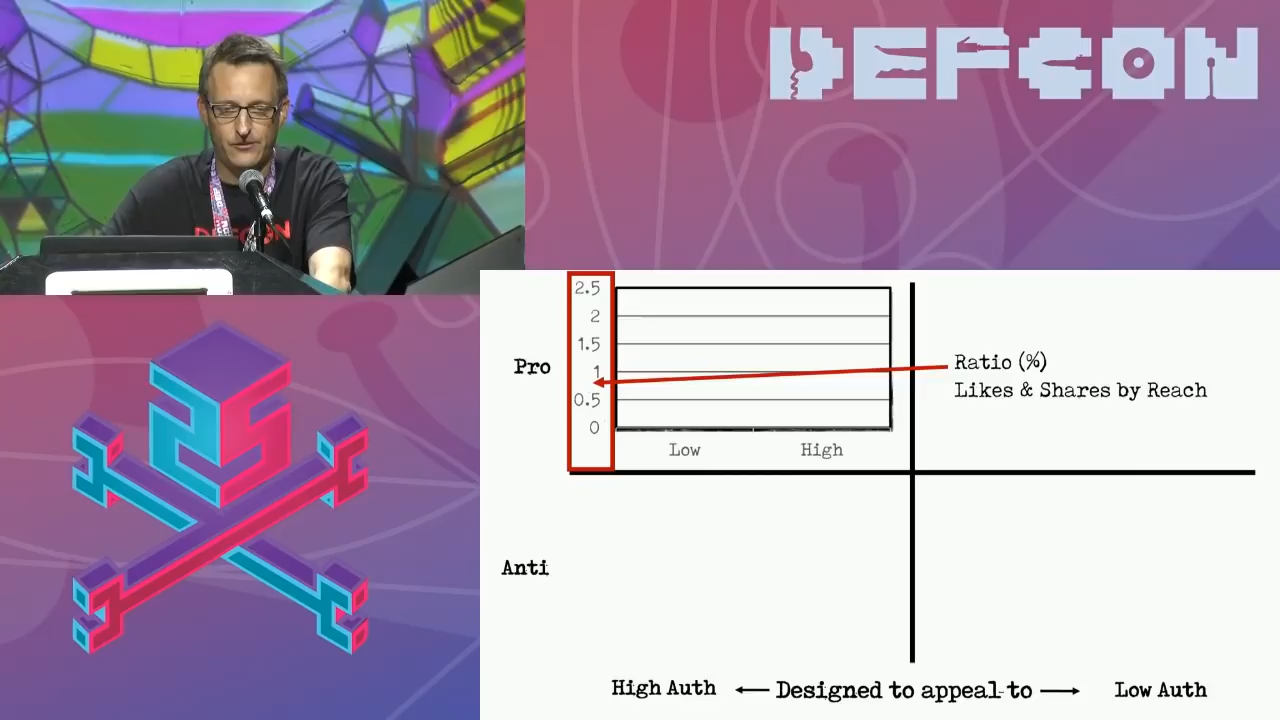 DEFCON
DEFCON
2.5
2
1.5
1
0.5
0
Pro
Low
High
Ratio (%)
Likes & Shares by Reach
Anti
High Auth
Designed to appeal to
Low Auth